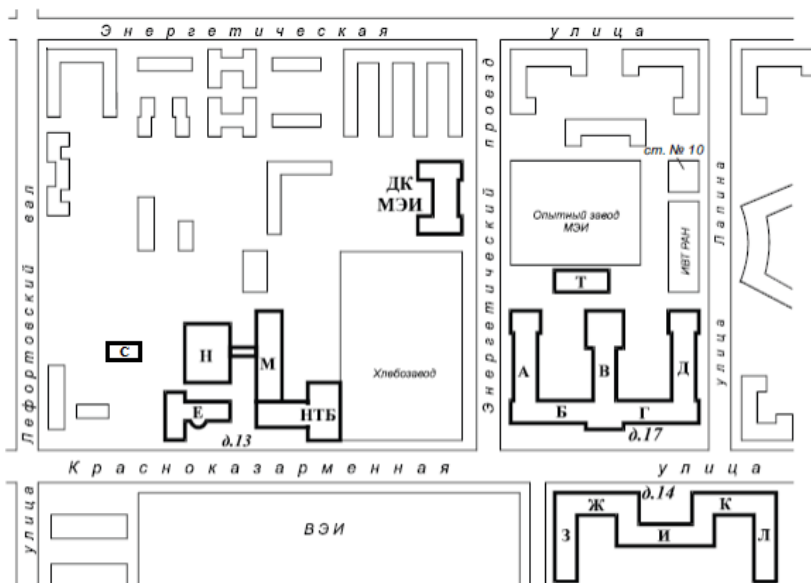 Энергетическая улица
проезд
ст. № 10
ДК
МЭИ
Опытный завод
МЭИ
ИВТ РАН
Лапина
вал
Лефортовский
Энергетический
улица
Т
С
Н
М
Хлебозавод
А
В
Д
Е
НТБ
Б
Г
д.13
д.17
Красноказарменная улица
улица
ВЭИ
д.14
Ж
К
З
И
Л